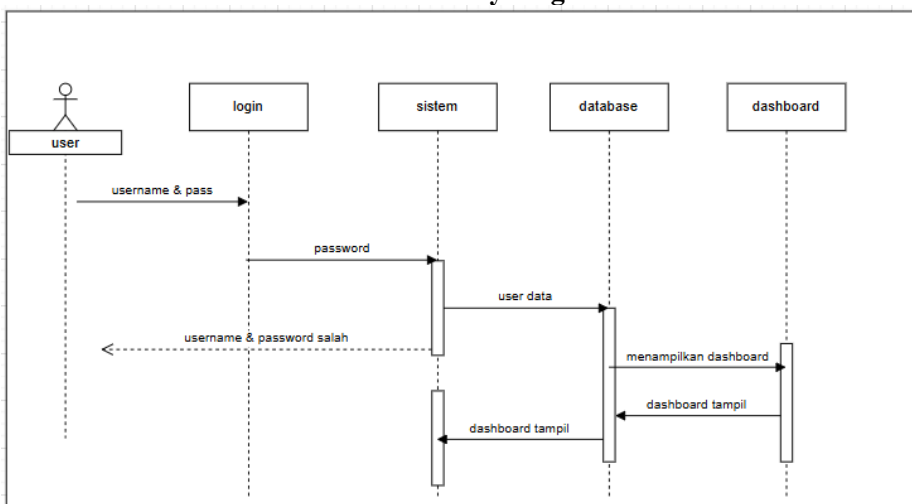 login
sistem
database
dashboard
user
username & pass
password
user data
username & password salah
menampilkan dashboard
dashboard tampil
dashboard tampil